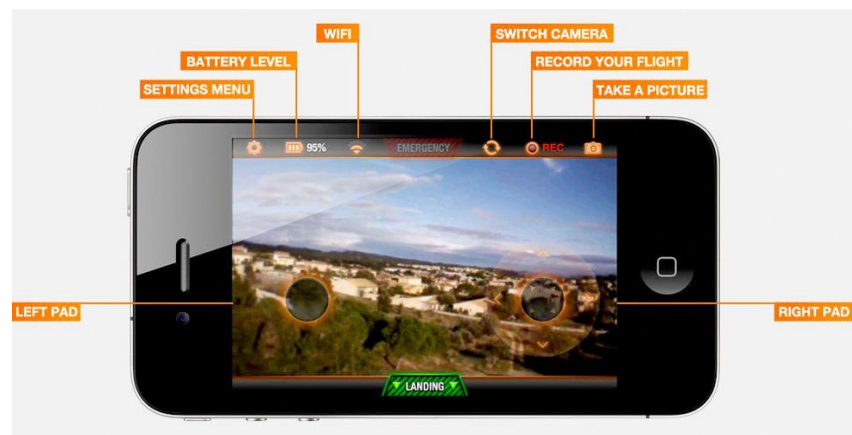 WIFI
SWITCH CAMERA
BATTERY LEVEL
RECORD YOUR FLIGHT
SETTINGS MENU
TAKE A PICTURE
95%
EMERGENCY
REC
LEFT PAD
RIGHT PAD
LANDING